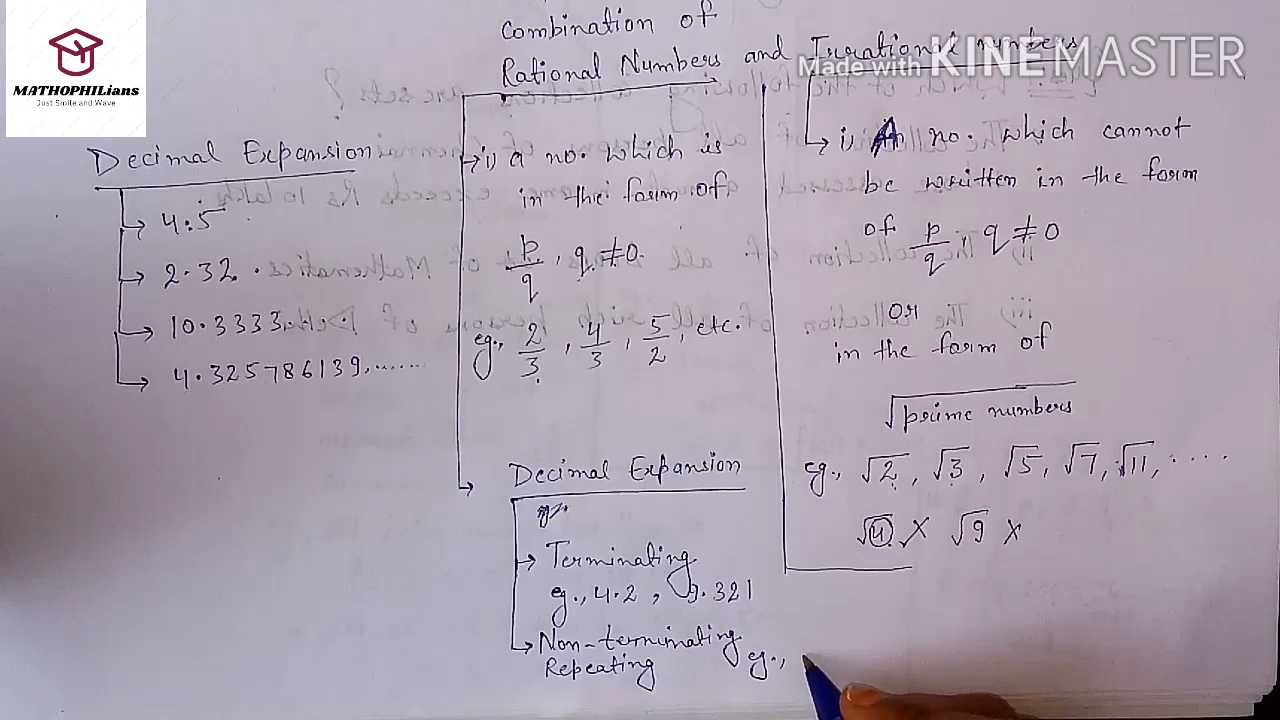 MATHOPHILians
Just Smile and Wave
Made with KINEMASTER
Combination of
Rational Numbers and Irrational numbers
Decimal Expansion
4.5
2.32
10.3333...
4.325786139,......
i, a no. which is
in the form of
p/q, q ≠ 0
eg., 2/3, 4/3, 5/2, etc.
Decimal Expansion
Terminating
eg., 4.2, 9.321
Non-terminating
Repeating eg.,
i, A no. which cannot
be written in the form
of p/q, q ≠ 0
OR
in the form of
√prime numbers
eg., √2, √3, √5, √7, √11, ....
√4 X √9 X